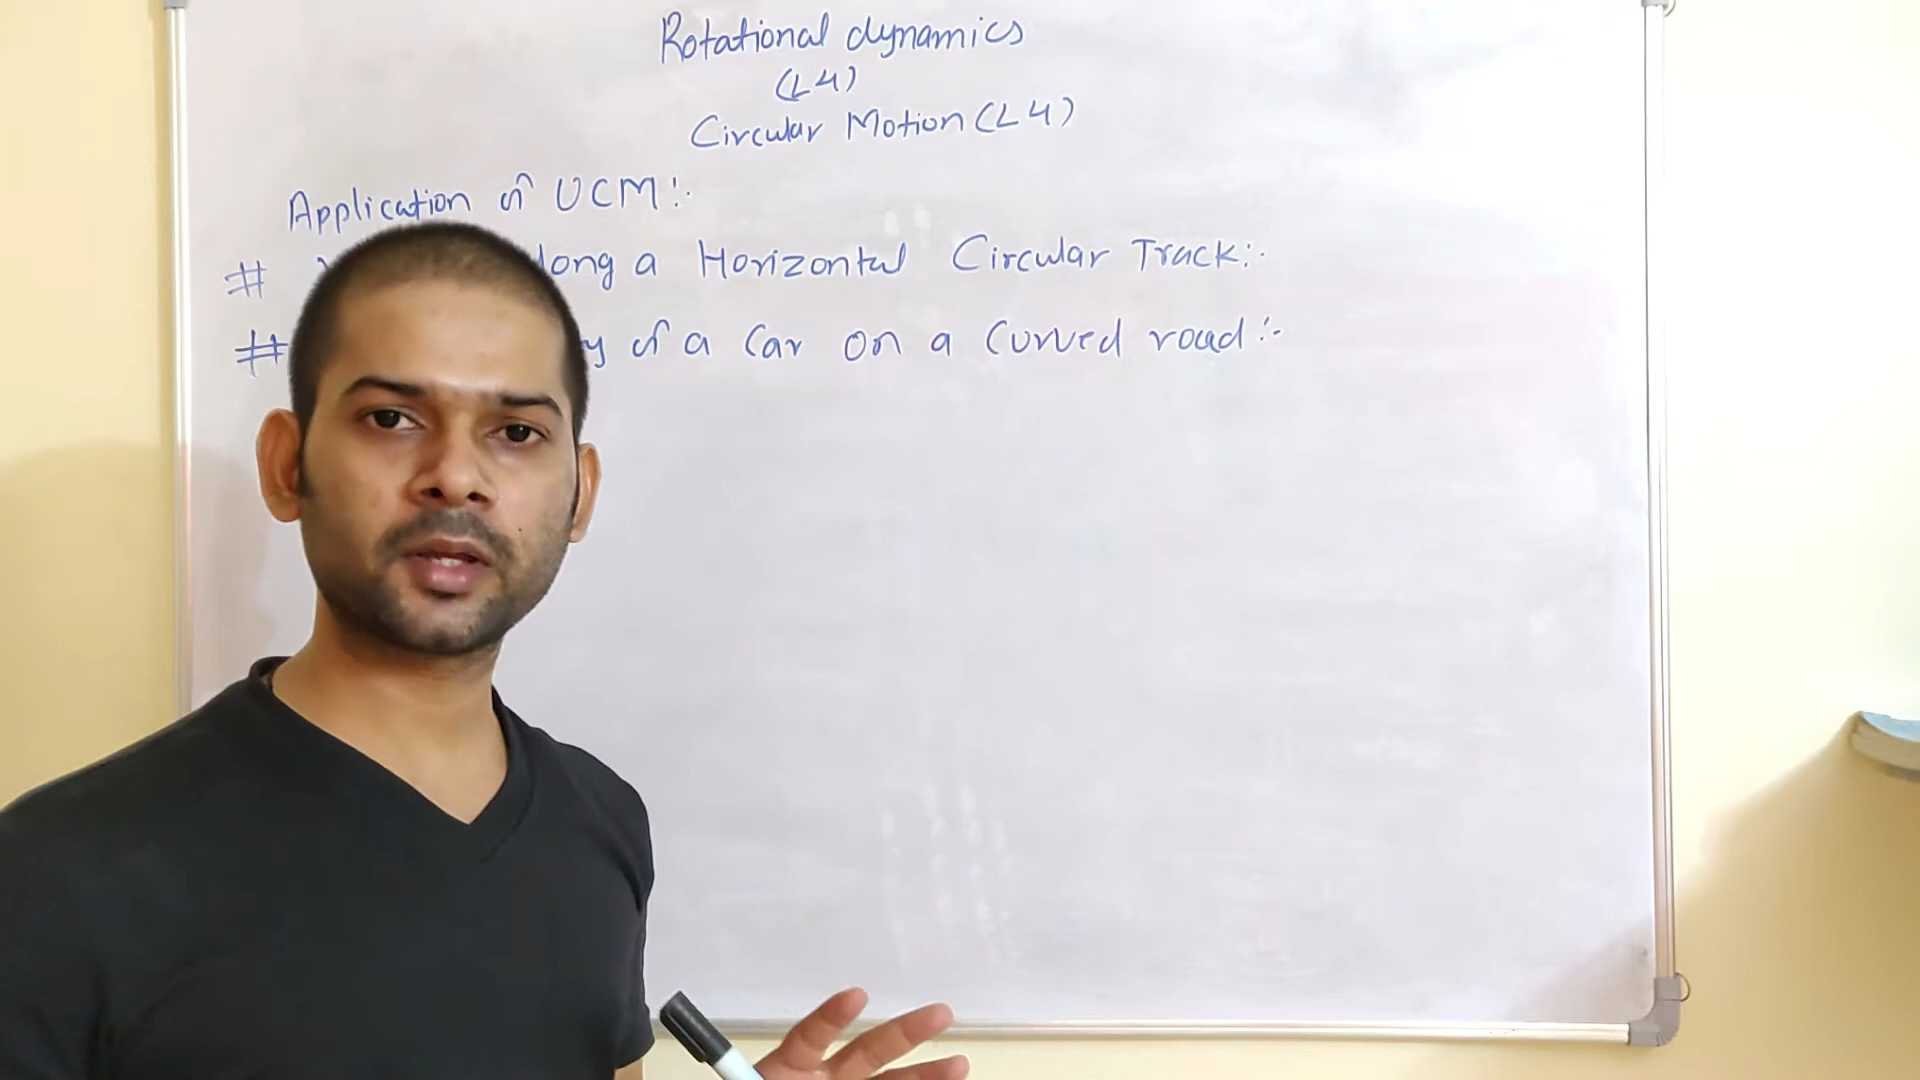 Rotational dynamics
(L4)
Circular Motion (L4)
Application of UCM:-
# long a Horizontal Circular Track:-
# y of a Car on a Curved road:-